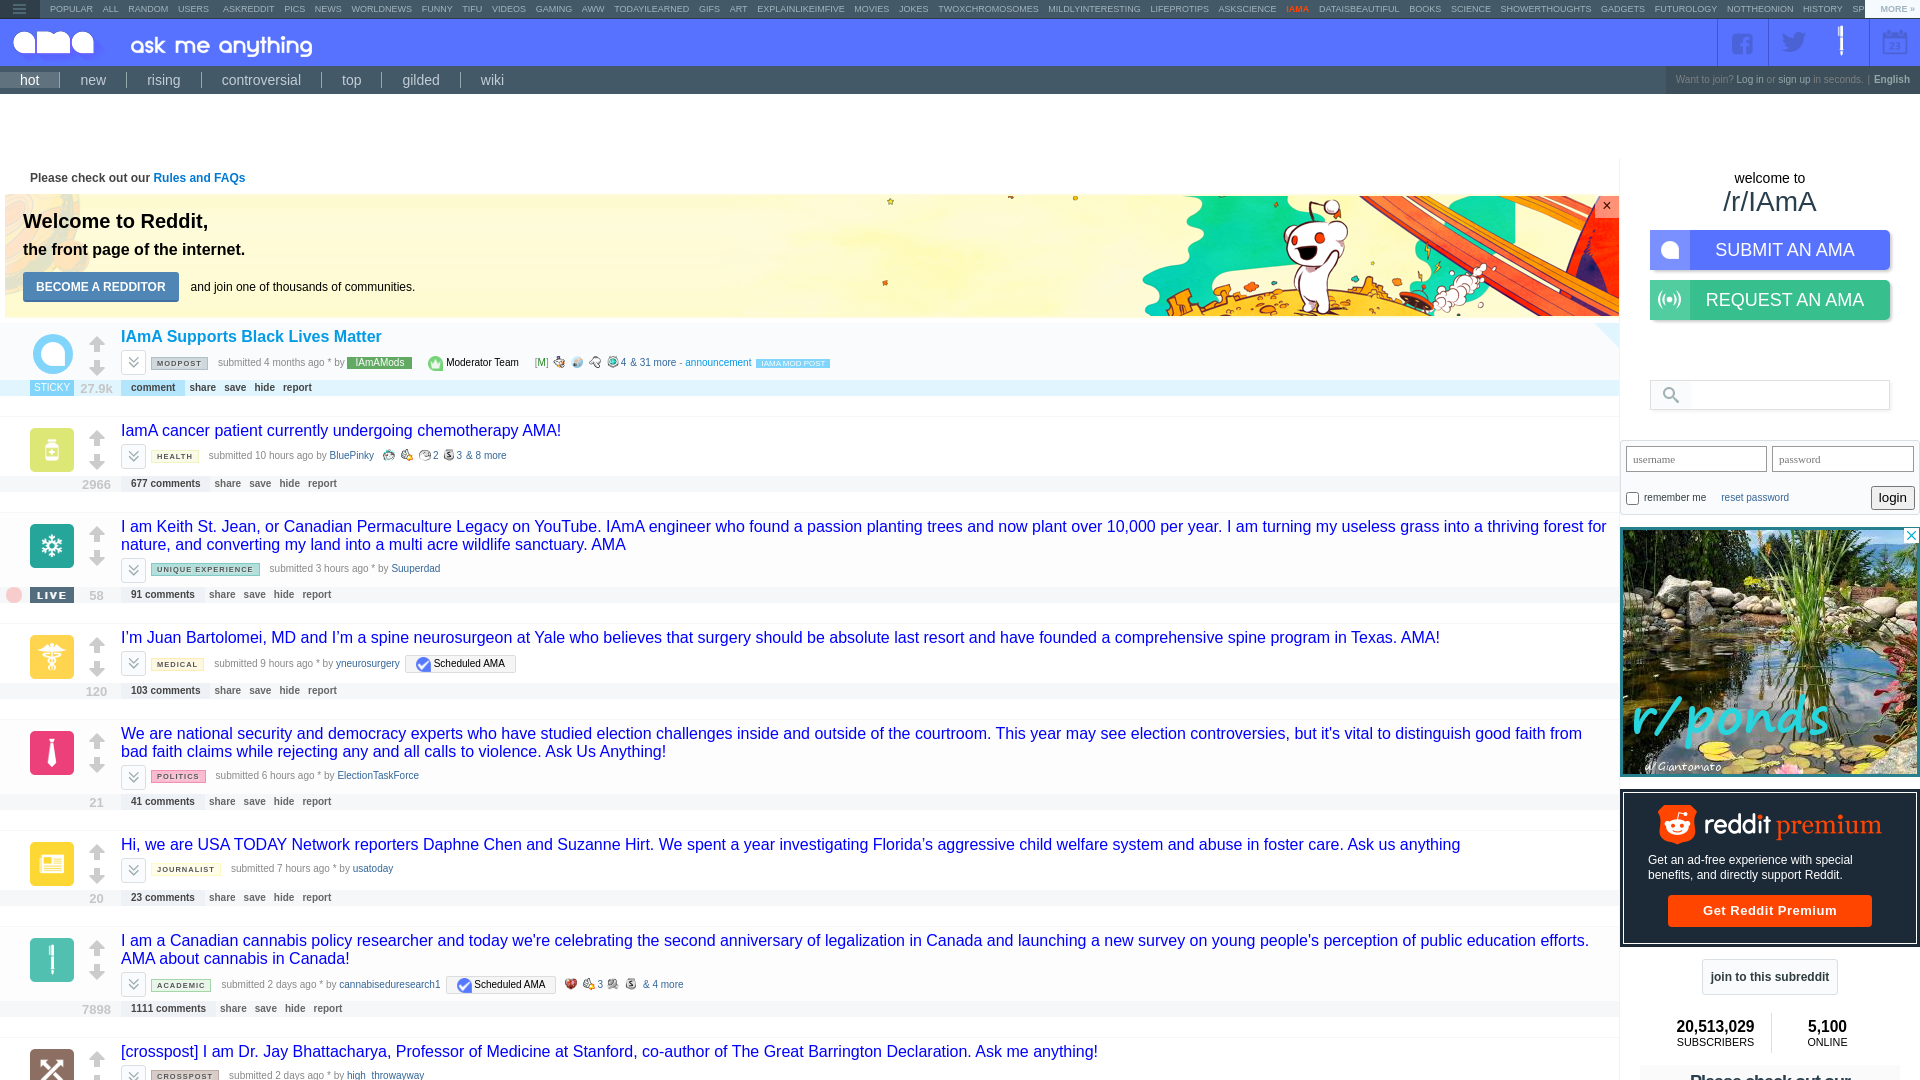 POPULAR ALL RANDOM USERS ASKREDDIT PICS NEWS WORLDNEWS FUNNY TIFU VIDEOS GAMING AWW TODAYILEARNED GIFS ART EXPLAINLIKEIMFIVE MOVIES JOKES TWOXCHROMOSOMES MILDLYINTERESTING LIFEPROTIPS ASKSCIENCE IAMA DATAISBEAUTIFUL BOOKS SCIENCE SHOWERTHOUGHTS GADGETS FUTUROLOGY NOTTHEONION HISTORY SP MORE »
ama ask me anything 23
hot new rising controversial top gilded wiki
Want to join? Log in or sign up in seconds. | English
Please check out our Rules and FAQs
Welcome to Reddit,
the front page of the internet.
BECOME A REDDITOR and join one of thousands of communities.
×
IAmA Supports Black Lives Matter
MODPOST submitted 4 months ago * by IAmAMods Moderator Team [M] 4 & 31 more - announcement IAMA MOD POST
STICKY 27.9k comment share save hide report
IamA cancer patient currently undergoing chemotherapy AMA!
HEALTH submitted 10 hours ago by BluePinky 2 3 & 8 more
2966 677 comments share save hide report
I am Keith St. Jean, or Canadian Permaculture Legacy on YouTube. IAmA engineer who found a passion planting trees and now plant over 10,000 per year. I am turning my useless grass into a thriving forest for
nature, and converting my land into a multi acre wildlife sanctuary. AMA
UNIQUE EXPERIENCE submitted 3 hours ago * by Suuperdad
LIVE 58 91 comments share save hide report
I’m Juan Bartolomei, MD and I’m a spine neurosurgeon at Yale who believes that surgery should be absolute last resort and have founded a comprehensive spine program in Texas. AMA!
MEDICAL submitted 9 hours ago * by yneurosurgery Scheduled AMA
120 103 comments share save hide report
We are national security and democracy experts who have studied election challenges inside and outside of the courtroom. This year may see election controversies, but it's vital to distinguish good faith from
bad faith claims while rejecting any and all calls to violence. Ask Us Anything!
POLITICS submitted 6 hours ago * by ElectionTaskForce
21 41 comments share save hide report
Hi, we are USA TODAY Network reporters Daphne Chen and Suzanne Hirt. We spent a year investigating Florida’s aggressive child welfare system and abuse in foster care. Ask us anything
JOURNALIST submitted 7 hours ago * by usatoday
20 23 comments share save hide report
I am a Canadian cannabis policy researcher and today we're celebrating the second anniversary of legalization in Canada and launching a new survey on young people's perception of public education efforts.
AMA about cannabis in Canada!
ACADEMIC submitted 2 days ago * by cannabiseduresearch1 Scheduled AMA 3 & 4 more
7898 1111 comments share save hide report
[crosspost] I am Dr. Jay Bhattacharya, Professor of Medicine at Stanford, co-author of The Great Barrington Declaration. Ask me anything!
CROSSPOST submitted 2 days ago * by high_throwayway
welcome to
/r/IAmA
SUBMIT AN AMA
REQUEST AN AMA
username password
remember me reset password login
r/ponds
u/Giantomato
reddit premium
Get an ad-free experience with special
benefits, and directly support Reddit.
Get Reddit Premium
join to this subreddit
20,513,029 5,100
SUBSCRIBERS ONLINE
Please check out our